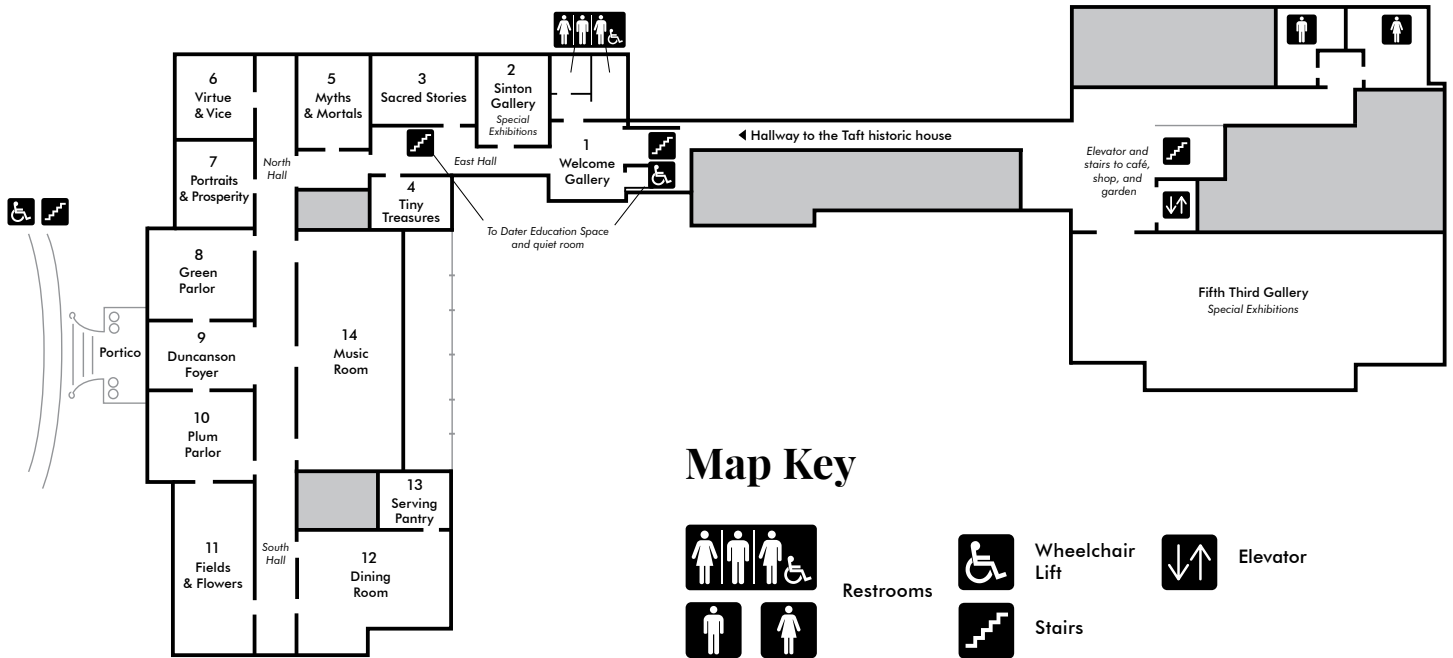 6
Virtue
& Vice
5
Myths
& Mortals
3
Sacred Stories
2
Sinton
Gallery
Special
Exhibitions
1
Welcome
Gallery
Hallway to the Taft historic house
Elevator and
stairs to café,
shop, and
garden
North
Hall
East Hall
7
Portraits
& Prosperity
4
Tiny
Treasures
To Dater Education Space
and quiet room
8
Green
Parlor
Fifth Third Gallery
Special Exhibitions
Portico
9
Duncanson
Foyer
14
Music
Room
10
Plum
Parlor
13
Serving
Pantry
11
Fields
& Flowers
South
Hall
12
Dining
Room
Map Key
Restrooms
Wheelchair
Lift
Elevator
Stairs